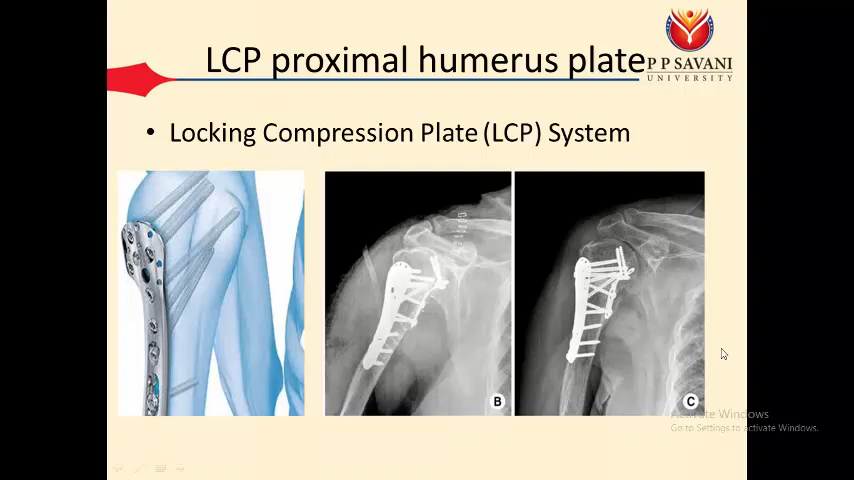 LCP proximal humerus plate
P P SAVANI
UNIVERSITY
• Locking Compression Plate (LCP) System
B
C
Activate Windows
Go to Settings to activate Windows.